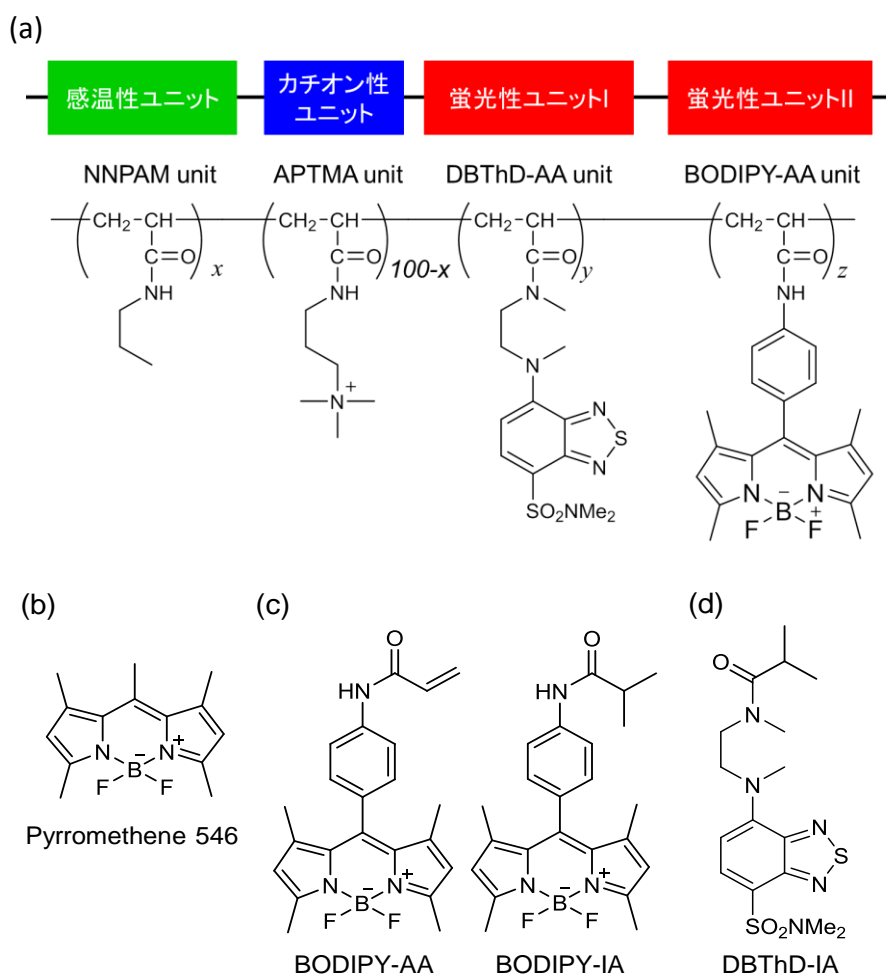 (a)
感温性ユニット
カチオン性
ユニット
蛍光性ユニットI
蛍光性ユニットII
NNPAM unit
APTMA unit
DBThD-AA unit
BODIPY-AA unit
CH2 CH
C=O
NH
x
CH2 CH
C=O
NH
N
+
100-x
CH2 CH
C=O
N
y
N
N
S
N
SO2NMe2
CH2 CH
C=O
NH
z
N
N
B
−
+
F
F
(b)
N
N
+
B
−
F
F
Pyrromethene 546
(c)
O
HN
N
N
+
B
−
F
F
BODIPY-AA
O
HN
N
N
+
B
−
F
F
BODIPY-IA
(d)
O
N
N
N
S
N
SO2NMe2
DBThD-IA